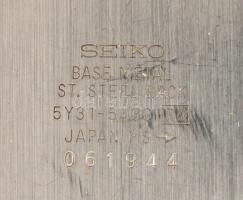 SEIKO
BASE METAL
ST. STEEL BACK
5Y31-
JAPAN
061944